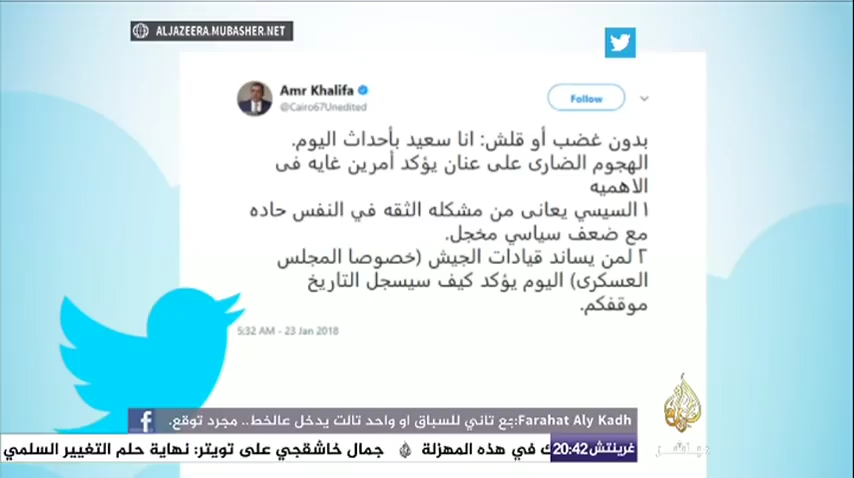 ALJAZEERA.MUBASHER.NET
Amr Khalifa
@Cairo67Unedited
Follow
بدون غضب أو قلش: انا سعيد بأحداث اليوم.
الهجوم الضارى على عنان يؤكد أمرين غايه فى
الاهميه
١ السيسي يعانى من مشكله الثقه في النفس حاده
مع ضعف سياسي مخجل.
٢ لمن يساند قيادات الجيش (خصوصا المجلس
العسكرى) اليوم يؤكد كيف سيسجل التاريخ
موقفكم.
5:32 AM - 23 Jan 2018
Farahat Aly Kadh: تاني للسباق او واحد تالت يدخل عالخط.. مجرد توقع.
غرينتش 20:42
في هذه المهزلة جمال خاشقجي على تويتر: نهاية حلم التغيير السلمي